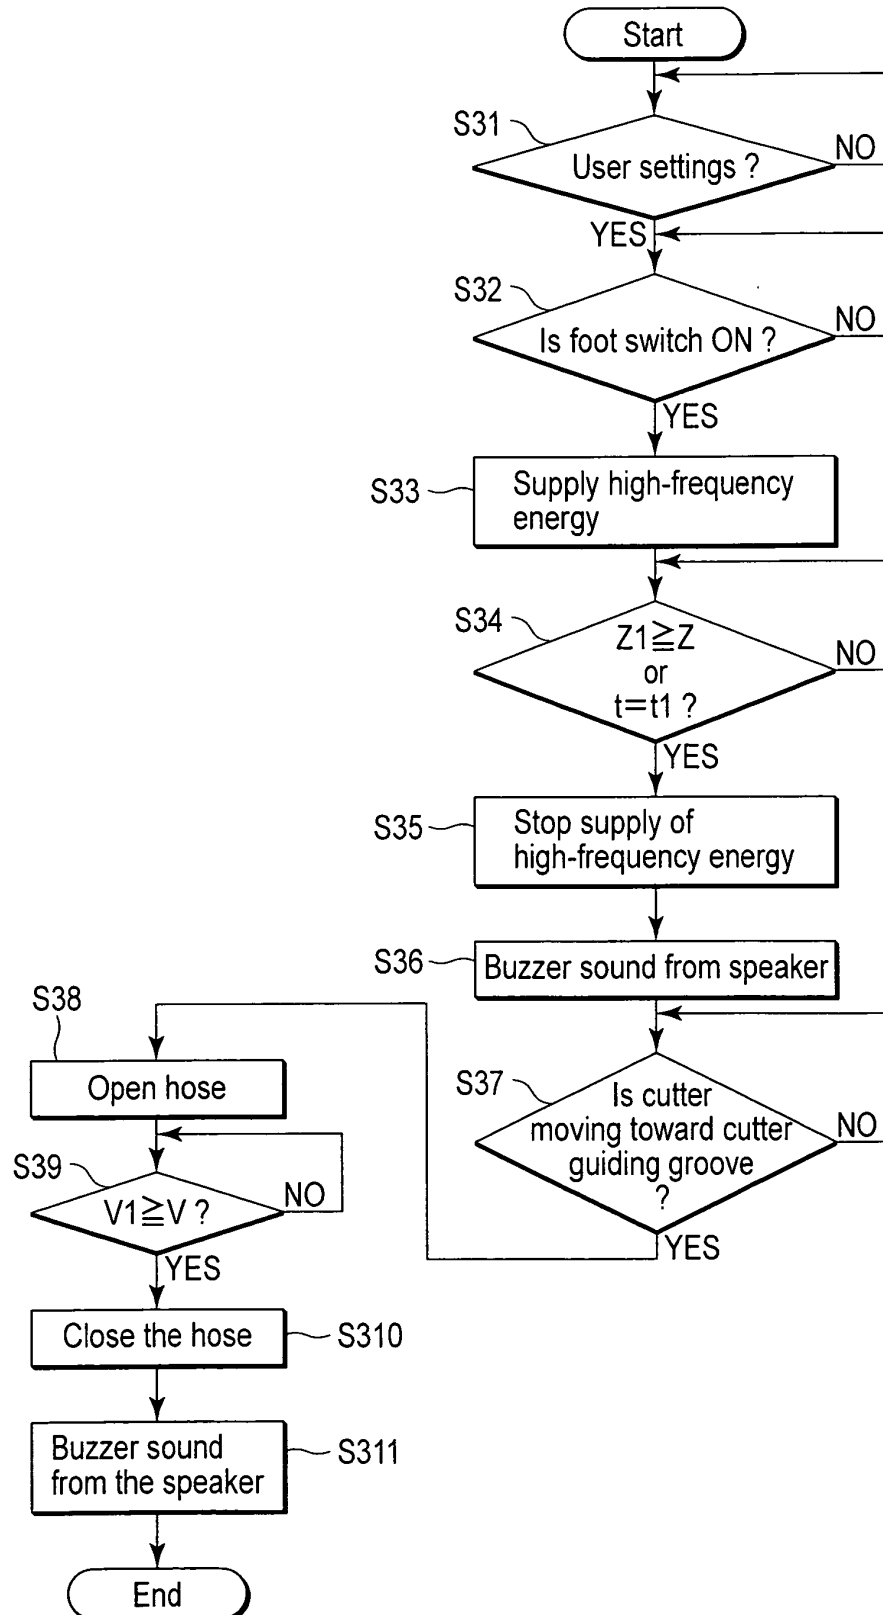 Start
S31
User settings ?
NO
YES
S32
Is foot switch ON ?
NO
YES
S33
Supply high-frequency
energy
S34
Z1≧Z
or
t=t1 ?
NO
YES
S35
Stop supply of
high-frequency energy
S36
Buzzer sound from speaker
S37
Is cutter
moving toward cutter
guiding groove
?
NO
YES
S38
Open hose
S39
V1≧V ?
NO
YES
Close the hose
S310
Buzzer sound
from the speaker
S311
End